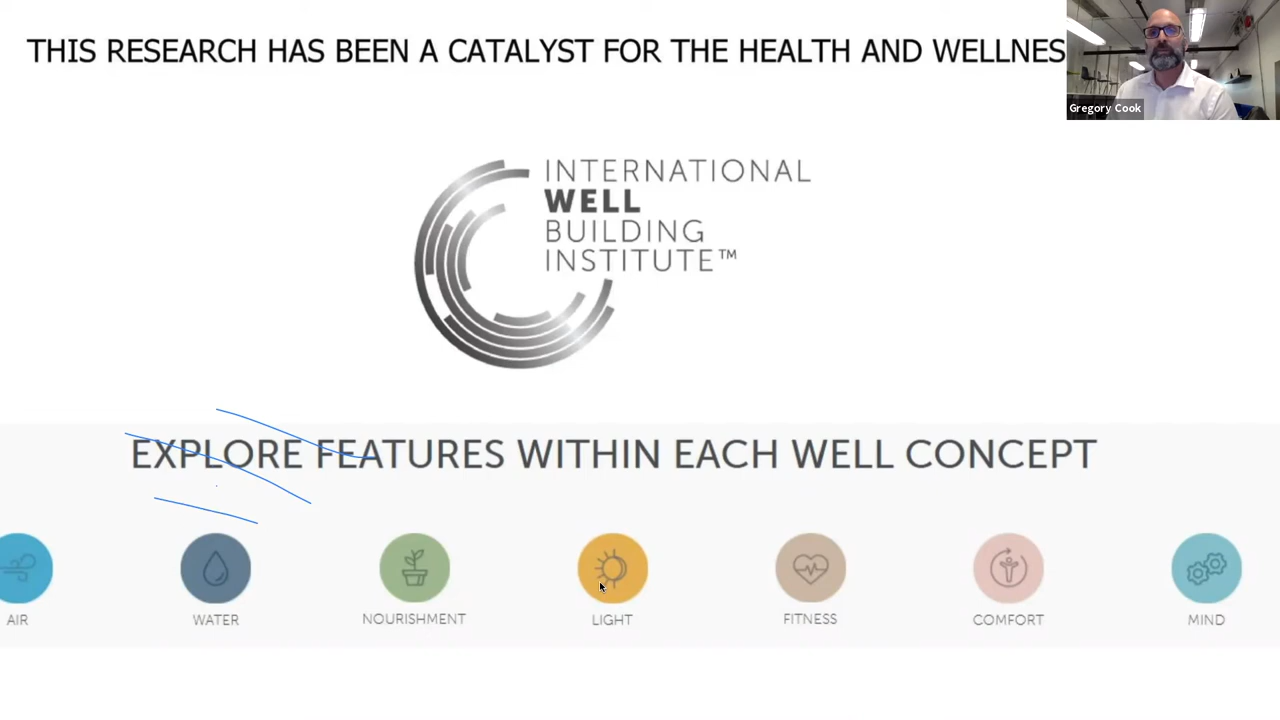 THIS RESEARCH HAS BEEN A CATALYST FOR THE HEALTH AND WELLNES
Gregory Cook
INTERNATIONAL
WELL
BUILDING
INSTITUTE™
EXPLORE FEATURES WITHIN EACH WELL CONCEPT
AIR WATER NOURISHMENT LIGHT FITNESS COMFORT MIND